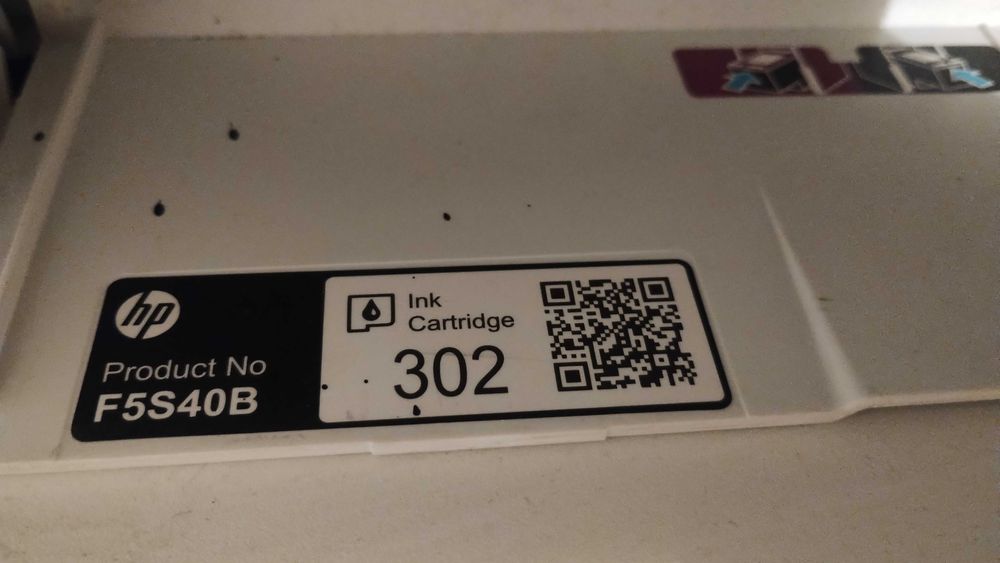 hp
Product No
F5S40B
Ink
Cartridge
302